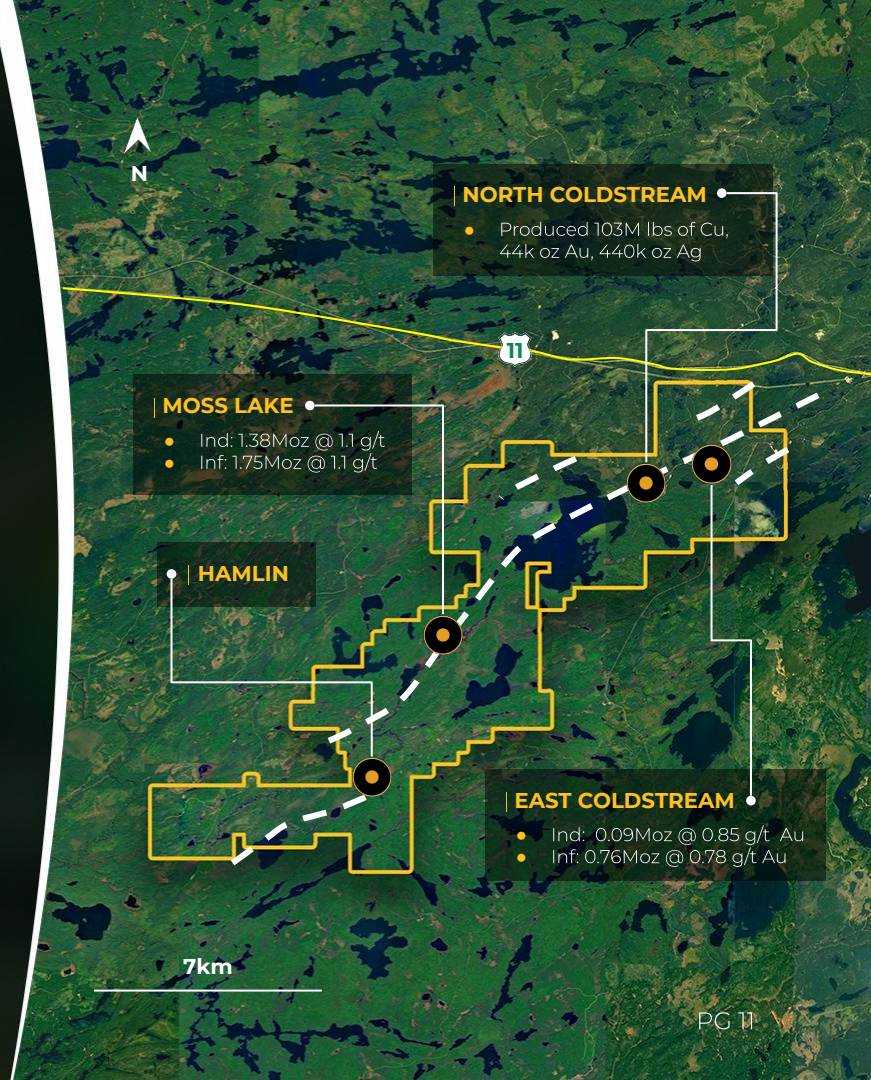 N
NORTH COLDSTREAM
Produced 103M lbs of Cu,
44k oz Au, 440k oz Ag
11
MOSS LAKE
Ind: 1.38Moz @ 1.1 g/t
Inf: 1.75Moz @ 1.1 g/t
HAMLIN
EAST COLDSTREAM
Ind:  0.09Moz @ 0.85 g/t  Au
Inf: 0.76Moz @ 0.78 g/t Au
7km
PG 11